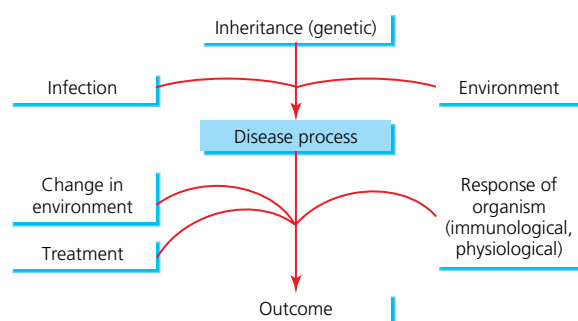 Inheritance (genetic)
Infection
Environment
Disease process
Change in
environment
Response of
organism
(immunological,
physiological)
Treatment
Outcome